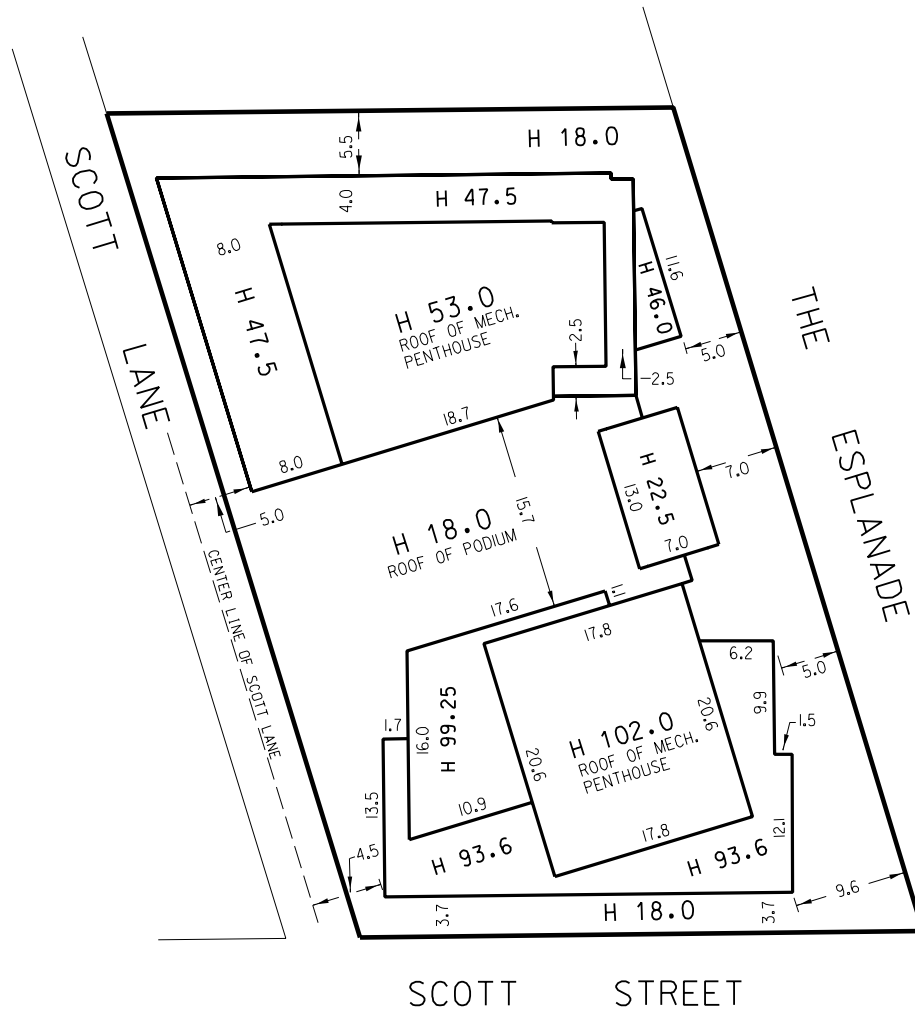 H 18.0
5.5
SCOTT
LANE
H 47.5
4.0
8.0
H 47.5
H 53.0
ROOF OF MECH.
PENTHOUSE
2.5
H 46.0
11.6
5.0
THE
ESPLANADE
2.5
18.7
8.0
5.0
15.7
H 22.5
13.0
7.0
7.0
H 18.0
ROOF OF PODIUM
CENTER LINE OF SCOTT LANE
17.6
1.1
17.8
6.2
5.0
9.9
1.5
1.7
16.0
H 99.25
20.6
20.6
H 102.0
ROOF OF MECH.
PENTHOUSE
13.5
10.9
17.8
12.1
4.5
H 93.6
H 93.6
9.6
3.7
H 18.0
3.7
SCOTT STREET